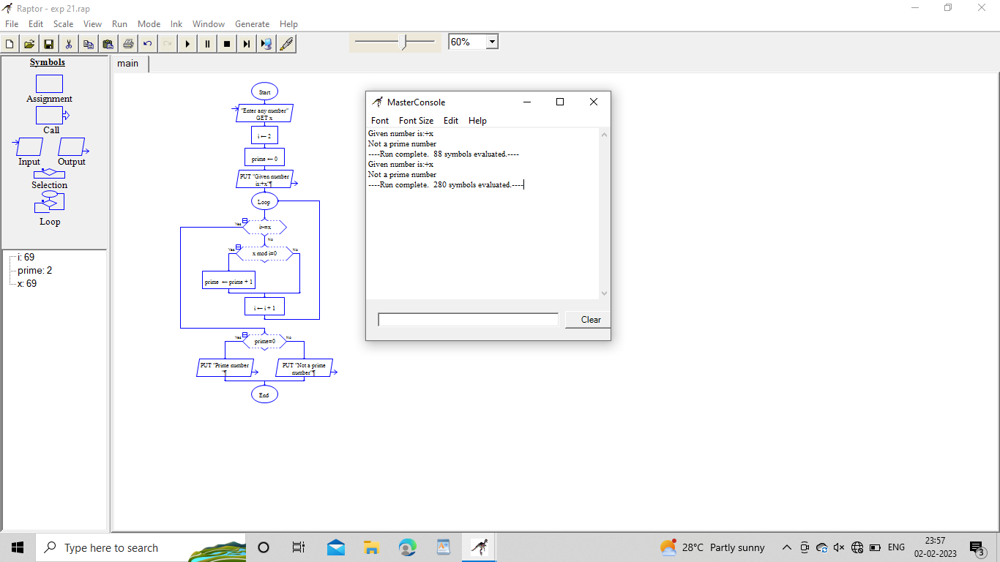 Raptor - exp 21.rap
File Edit Scale View Run Mode Ink Window Generate Help
60%
Symbols
Assignment
Call
Input Output
Selection
Loop
i: 69
prime: 2
x: 69
main
Start
"Enter any number"
GET x
i ← 2
prime ← 0
PUT "Given number
is:+x"¶
Loop
Yes
i>=x
No
Yes
x mod i=0
No
prime ← prime + 1
i ← i + 1
Yes
prime=0
No
PUT "Prime number
"¶
PUT "Not a prime
number"¶
End
MasterConsole
Font Font Size Edit Help
Given number is:+x
Not a prime number
----Run complete. 88 symbols evaluated.----
Given number is:+x
Not a prime number
----Run complete. 280 symbols evaluated.----
Clear
Type here to search
28°C Partly sunny
ENG
23:57
02-02-2023
3